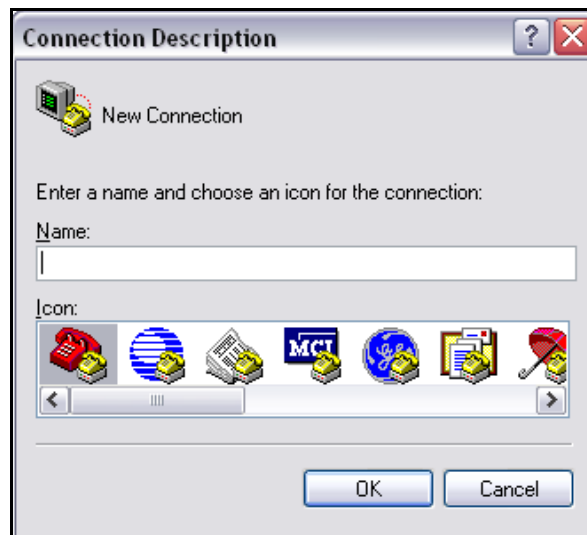 Connection Description
New Connection
Enter a name and choose an icon for the connection:
Name:
Icon:
MCI
OK
Cancel